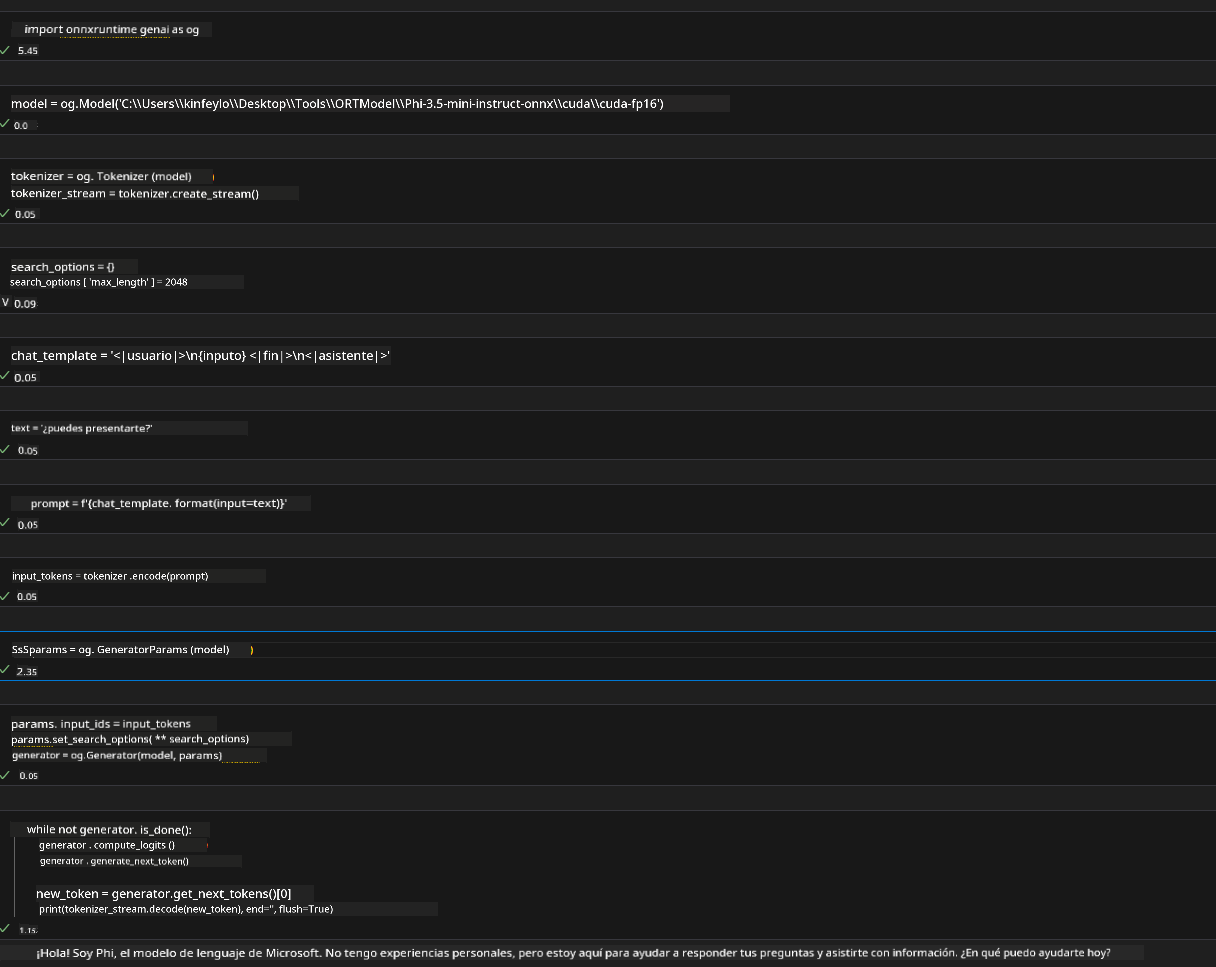 import onnxruntime genai as og
5.45
model = og.Model('C:\\Users\\kinfeylo\\Desktop\\Tools\\ORTModel\\Phi-3.5-mini-instruct-onnx\\cuda\\cuda-fp16')
0.0
tokenizer = og. Tokenizer (model) )
tokenizer_stream = tokenizer.create_stream()
0.05
search_options = {}
search_options [ 'max_length' ] = 2048
V 0.09
chat_template = '<|usuario|>\n{inputo} <|fin|>\n<|asistente|>'
0.05
text = '¿puedes presentarte?'
0.05
prompt = f'{chat_template. format(input=text)}'
0.05
input_tokens = tokenizer .encode(prompt)
0.05
SsSparams = og. GeneratorParams (model) )
2.35
params. input_ids = input_tokens
params.set_search_options( ** search_options)
generator = og.Generator(model, params)
0.05
while not generator. is_done():
generator . compute_logits ()
generator . generate_next_token()
new_token = generator.get_next_tokens()[0]
print(tokenizer_stream.decode(new_token), end='', flush=True)
1.1s
¡Hola! Soy Phi, el modelo de lenguaje de Microsoft. No tengo experiencias personales, pero estoy aquí para ayudar a responder tus preguntas y asistirte con información. ¿En qué puedo ayudarte hoy?